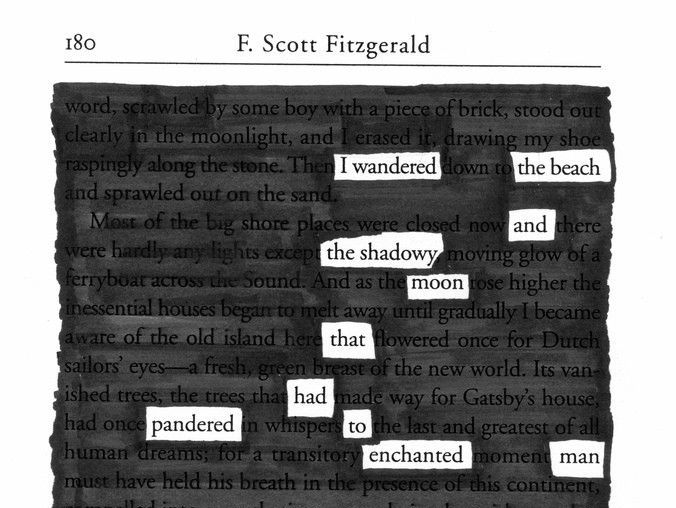 180 F. Scott Fitzgerald
word, scrawled by some boy with a piece of brick, stood out
clearly in the moonlight, and I erased it, drawing my shoe
raspingly along the stone. Then I wandered down to the beach
and sprawled out on the sand.
Most of the big shore places were closed now and there
were hardly any lights except the shadowy, moving glow of a
ferryboat across the Sound. And as the moon rose higher the
inessential houses began to melt away until gradually I became
aware of the old island here that flowered once for Dutch
sailors' eyes—a fresh, green breast of the new world. Its van-
ished trees, the trees that had made way for Gatsby's house,
had once pandered in whispers to the last and greatest of all
human dreams; for a transitory enchanted moment man
must have held his breath in the presence of this continent,